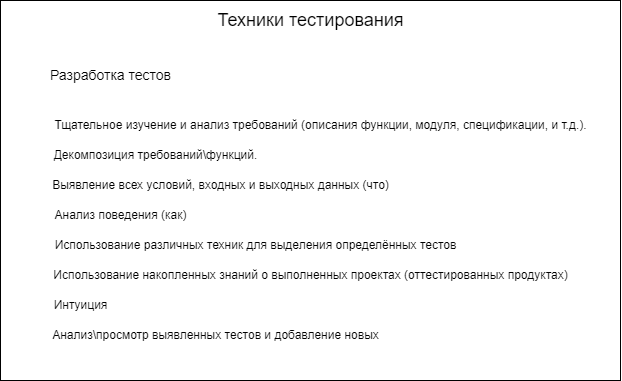 Техники тестирования
Разработка тестов
Тщательное изучение и анализ требований (описания функции, модуля, спецификации, и т.д.).
Декомпозиция требований\функций.
Выявление всех условий, входных и выходных данных (что)
Анализ поведения (как)
Использование различных техник для выделения определённых тестов
Использование накопленных знаний о выполненных проектах (оттестированных продуктах)
Интуиция
Анализ\просмотр выявленных тестов и добавление новых